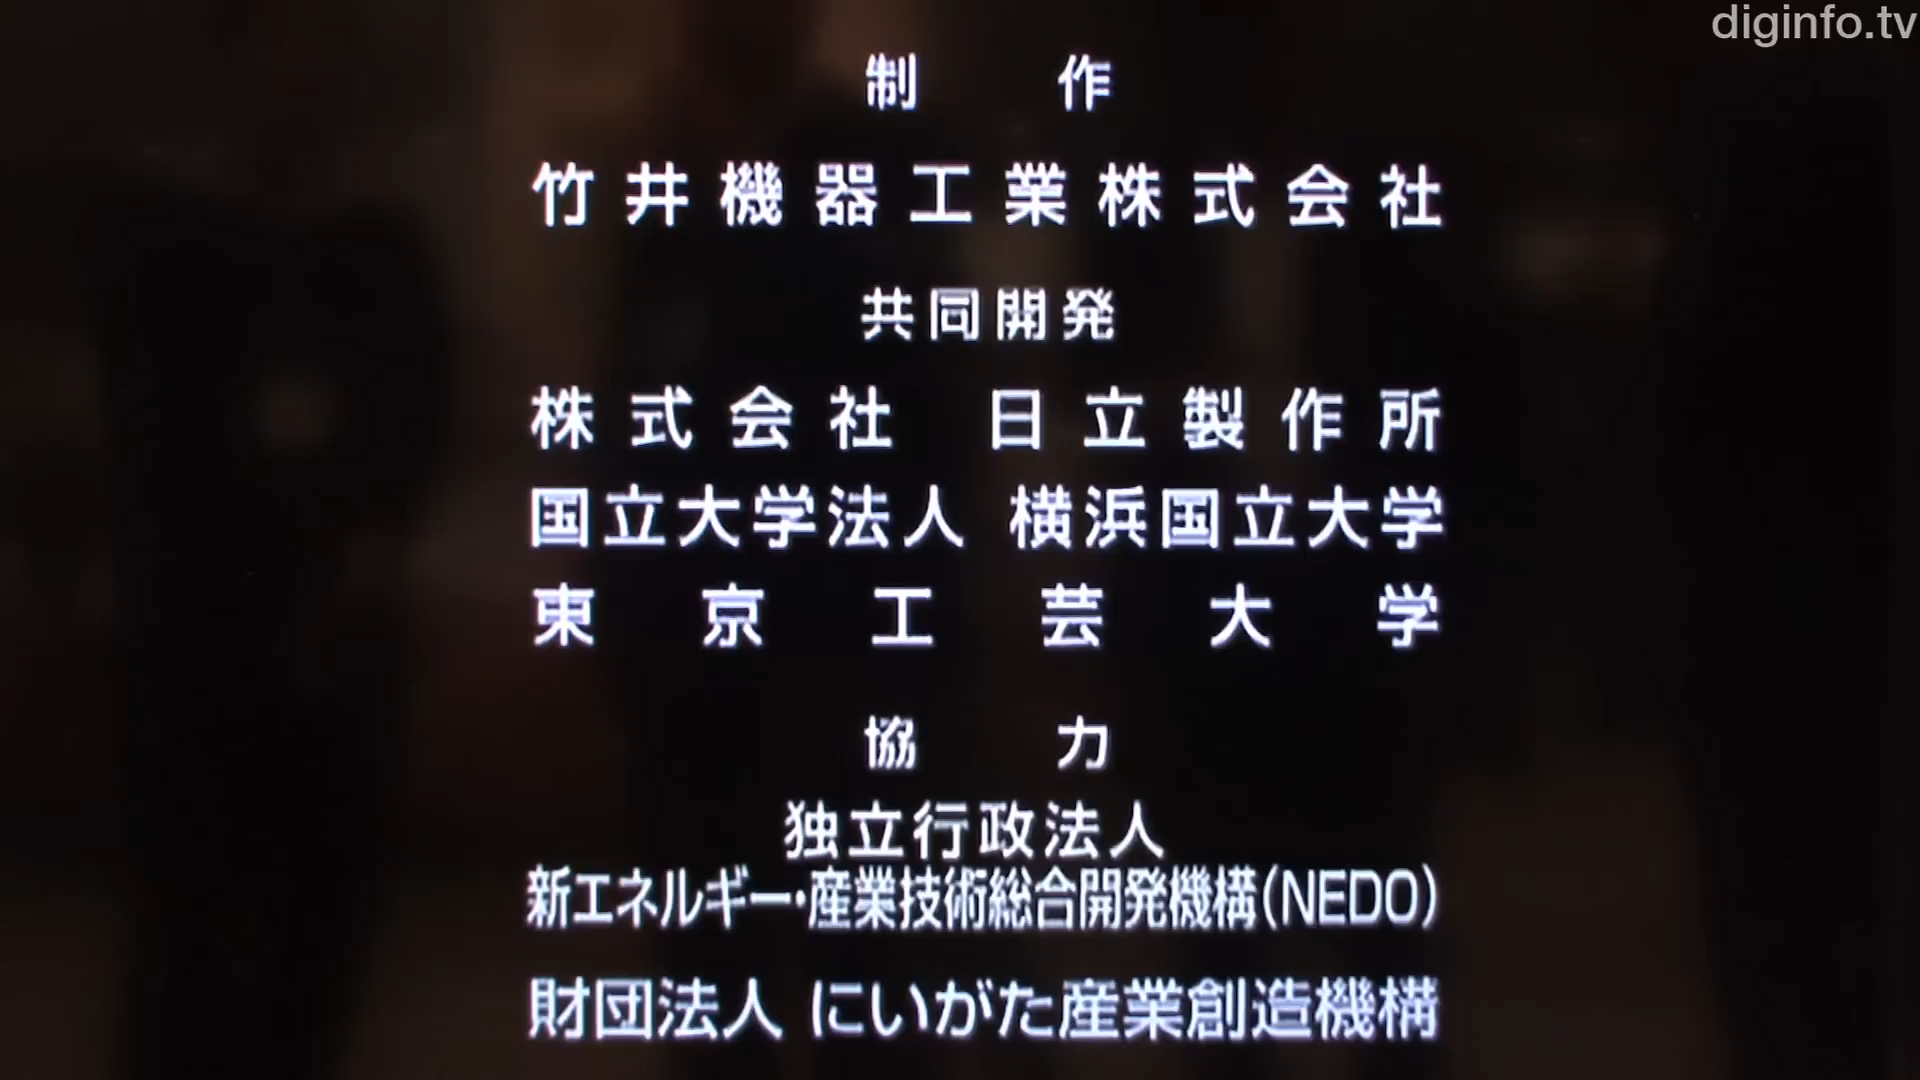 diginfo.tv
制作
竹井機器工業株式会社
共同開発
株式会社 日立製作所
国立大学法人 横浜国立大学
東京工芸大学
協力
独立行政法人
新エネルギー・産業技術総合開発機構(NEDO)
財団法人 にいがた産業創造機構